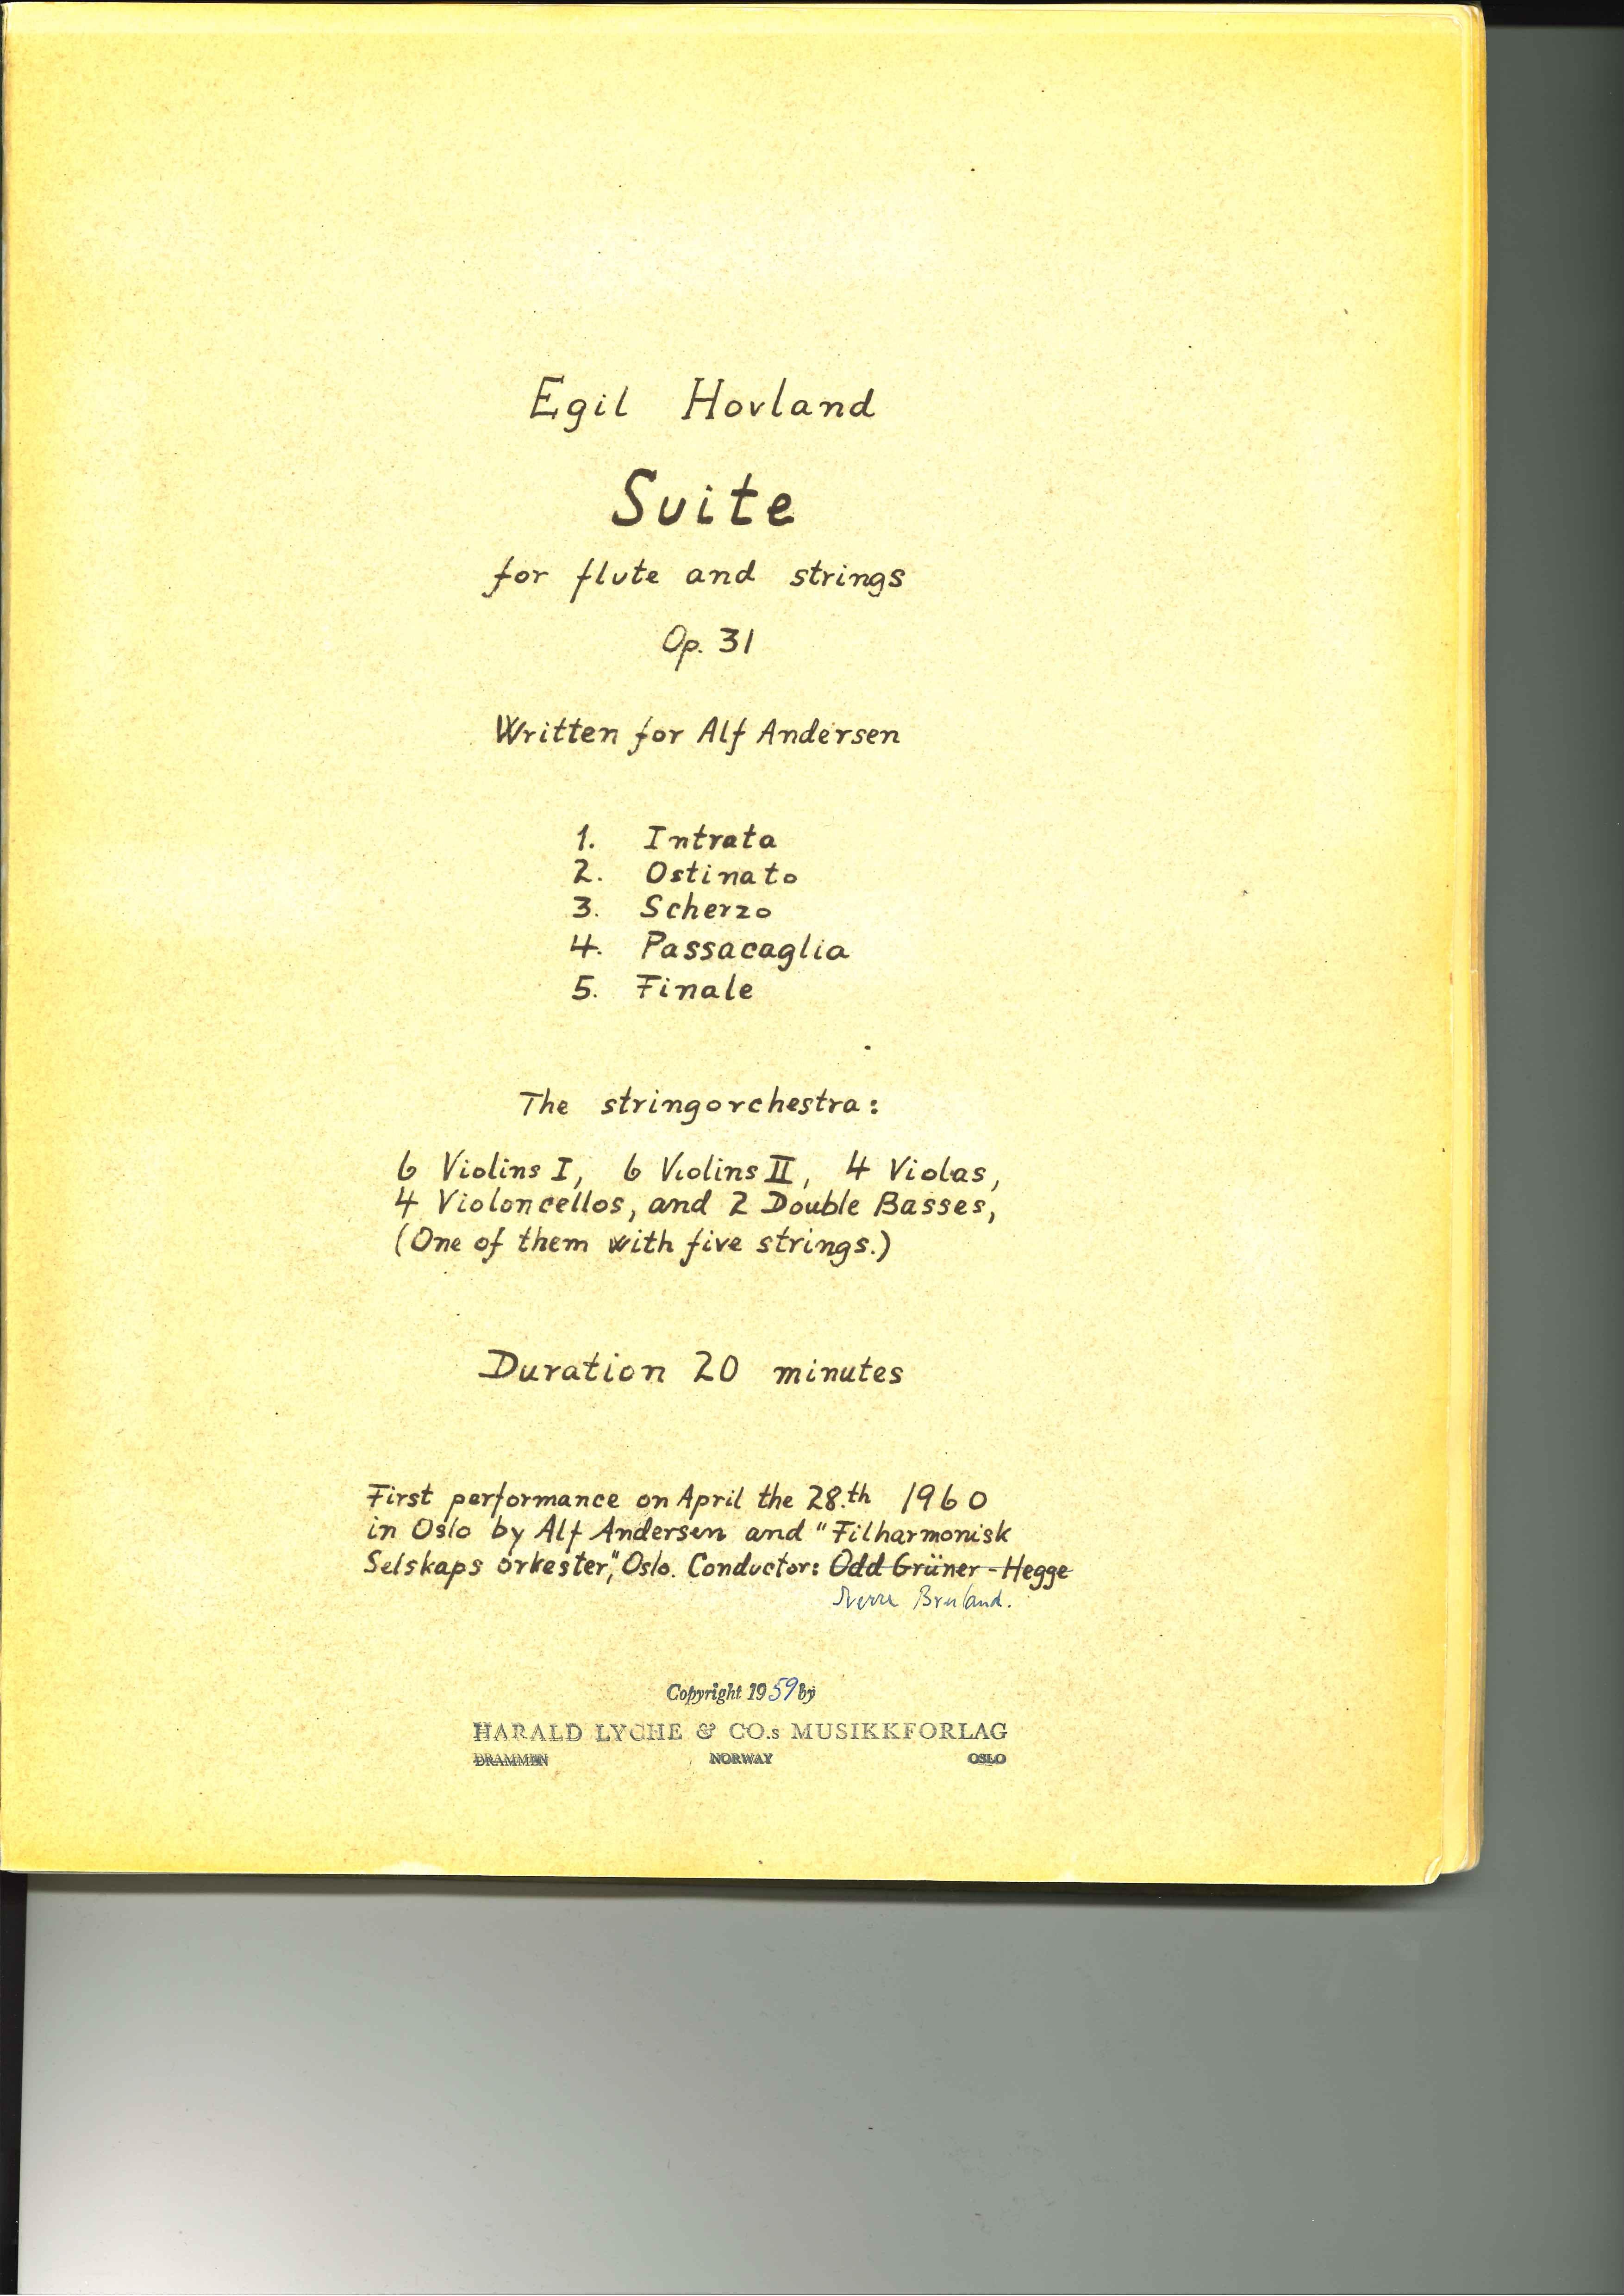 Egil Hovland
Suite
for flute and strings
Op. 31
Written for Alf Andersen
1. Intrata
2. Ostinato
3. Scherzo
4. Passacaglia
5. Finale
The stringorchestra:
6 Violins I, 6 Violins II, 4 Violas,
4 Violoncellos, and 2 Double Basses,
(One of them with five strings.)
Duration 20 minutes
First performance on April the 28.th 1960
in Oslo by Alf Andersen and "Filharmonisk
Selskaps orkester," Oslo. Conductor: Odd Grüner-Hegge
Sverre Bruland.
Copyright 1959 by
HARALD LYCHE & CO.s MUSIKKFORLAG
DRAMMEN NORWAY OSLO